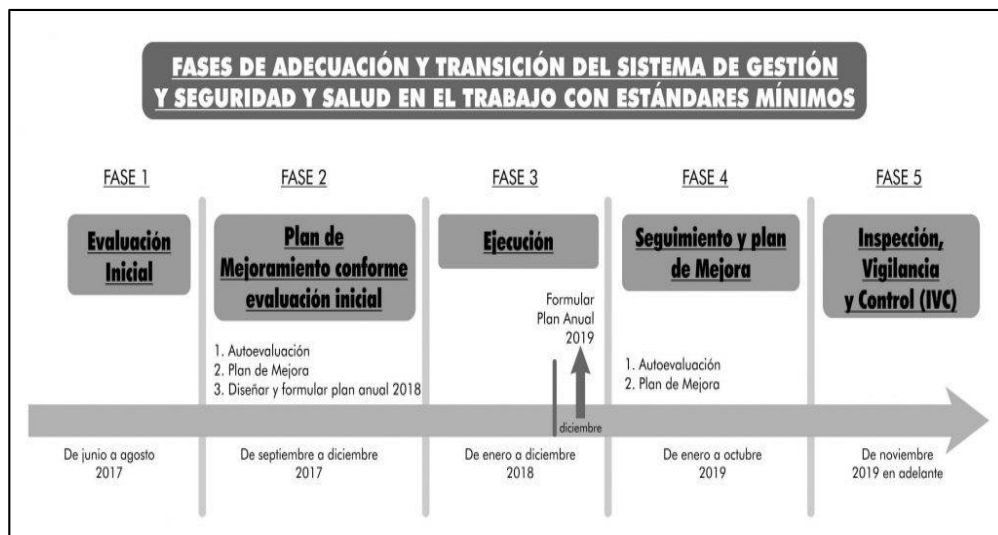 FASES DE ADECUACIÓN Y TRANSICIÓN DEL SISTEMA DE GESTIÓN
Y SEGURIDAD Y SALUD EN EL TRABAJO CON ESTÁNDARES MÍNIMOS
FASE 1
Evaluación
Inicial
De junio a agosto
2017
FASE 2
Plan de
Mejoramiento conforme
evaluación inicial
1. Autoevaluación
2. Plan de Mejora
3. Diseñar y formular plan anual 2018
De septiembre a diciembre
2017
FASE 3
Ejecución
Formular
Plan Anual
2019
diciembre
De enero a diciembre
2018
FASE 4
Seguimiento y plan
de Mejora
1. Autoevaluación
2. Plan de Mejora
De enero a octubre
2019
FASE 5
Inspección,
Vigilancia
y Control (IVC)
De noviembre
2019 en adelante